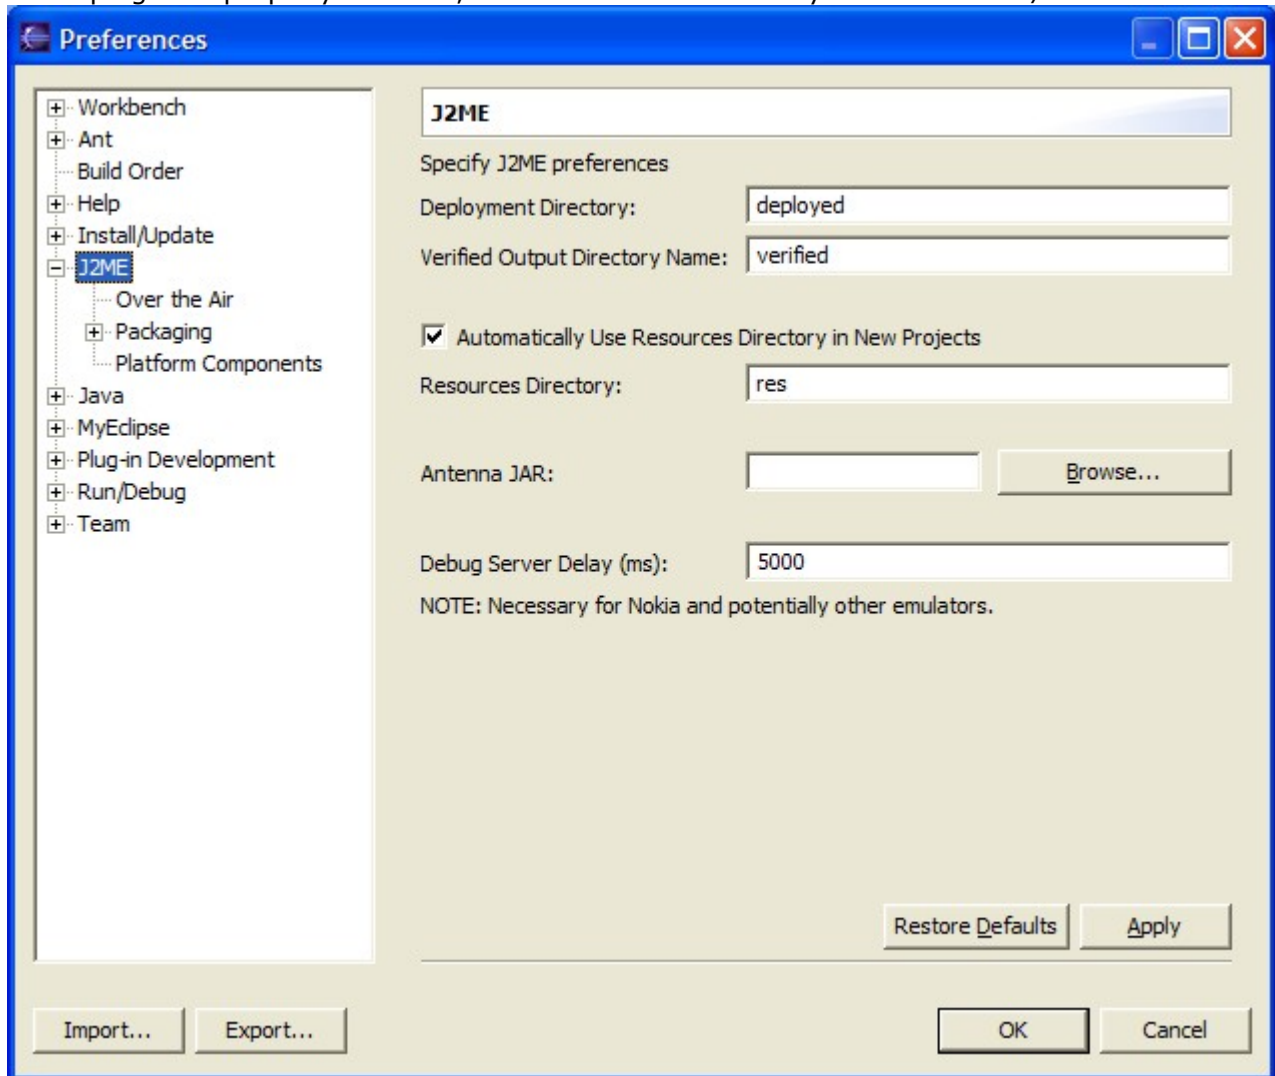 Preferences
Workbench
Ant
Build Order
Help
Install/Update
J2ME
Over the Air
Packaging
Platform Components
Java
MyEclipse
Plug-in Development
Run/Debug
Team
J2ME
Specify J2ME preferences
Deployment Directory: deployed
Verified Output Directory Name: verified
Automatically Use Resources Directory in New Projects
Resources Directory: res
Antenna JAR: Browse...
Debug Server Delay (ms): 5000
NOTE: Necessary for Nokia and potentially other emulators.
Restore Defaults Apply
Import... Export... OK Cancel